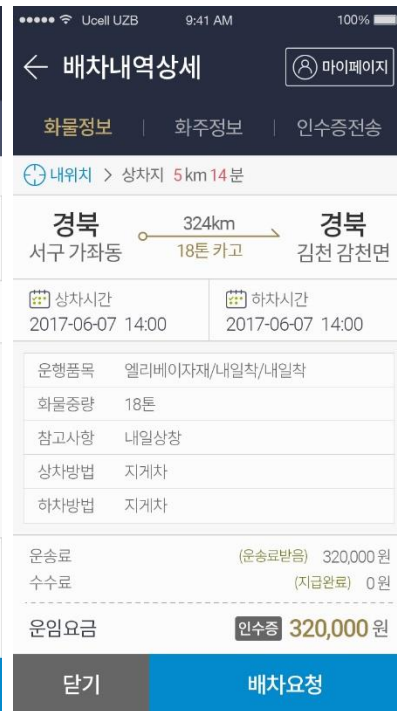 Ucell UZB 9:41 AM 100%
배차내역상세 마이페이지
화물정보 화주정보 인수증전송
내위치 > 상차지 5 km 14 분
경북 324km 경북
서구 가좌동 18톤 카고 김천 감천면
상차시간 하차시간
2017-06-07 14:00 2017-06-07 14:00
운행품목 엘리베이자재/내일착/내일착
화물중량 18톤
참고사항 내일상창
상차방법 지게차
하차방법 지게차
운송료 (운송료받음) 320,000 원
수수료 (지급완료) 0 원
운임요금 인수증 320,000 원
닫기 배차요청